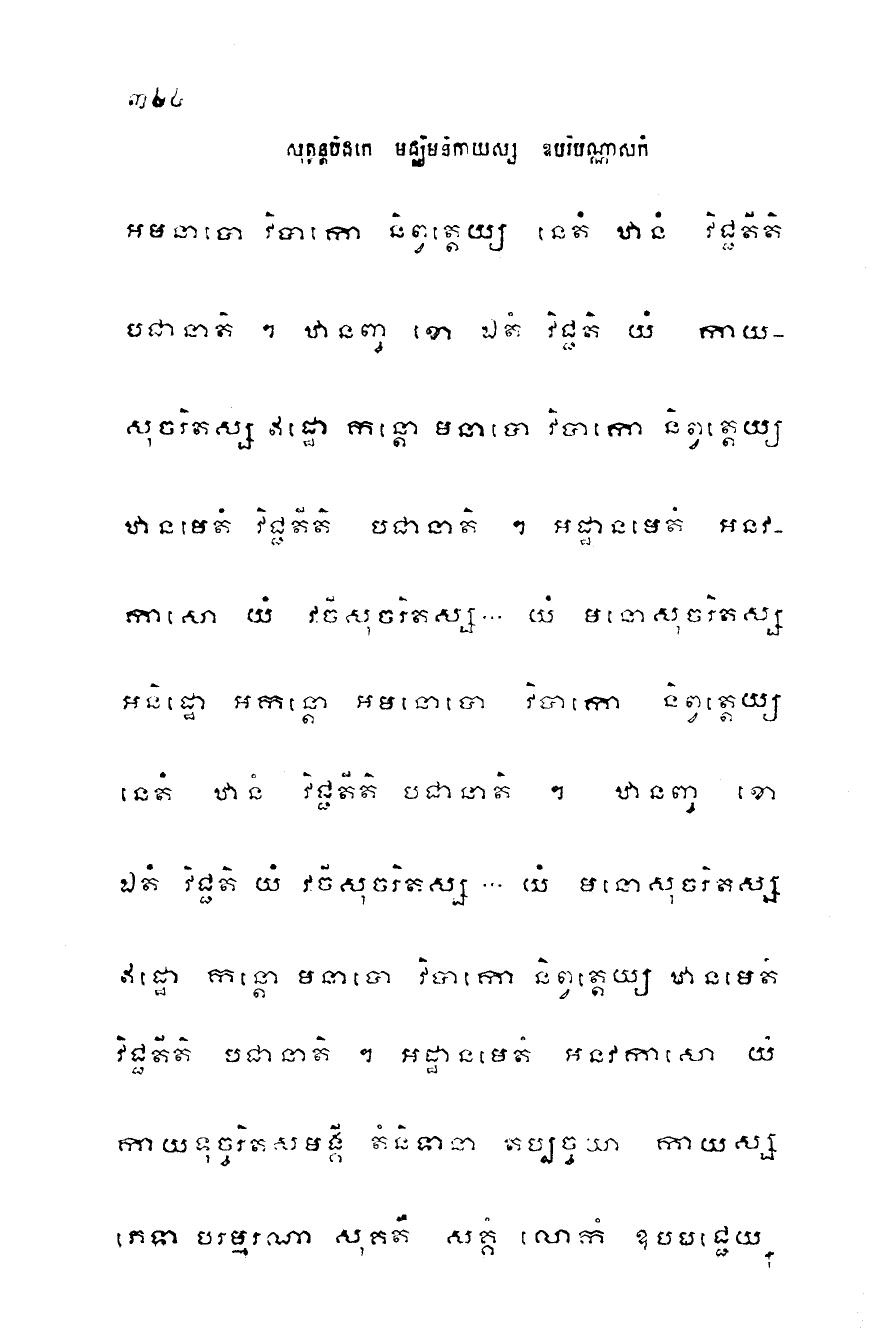 ៣២៤
សុត្តន្តបិដកេ មជ្ឈិមនិកាយស្ស ឧបរិបណ្ណាសកំ
អមនាបោ វិបាកោ និព្វត្តេយ្យ នេតំ ឋានំ វិជ្ជតីតិ
បជានាតិ ។ ឋានញ្ច ខោ ឯតំ វិជ្ជតិ យំ កាយ-
សុចរិតស្ស ឥដ្ឋោ កន្តោ មនាបោ វិបាកោ និព្វត្តេយ្យ
ឋានមេតំ វិជ្ជតីតិ បជានាតិ ។ អដ្ឋានមេតំ អនវ-
កាសោ យំ វចីសុចរិតស្ស… យំ មនោសុចរិតស្ស
អនិដ្ឋោ អកន្តោ អមនោបោ វិបាកោ និព្វត្តេយ្យ
នេតំ ឋានំ វិជ្ជតីតិ បជានាតិ ។ ឋានញ្ច ខោ
ឯតំ វិជ្ជតិ យំ វចីសុចរិតស្ស … យំ មនោសុចរិតស្ស
ឥដ្ឋោ កន្តោ មនាបោ វិបាកោ និព្វត្តេយ្យ ឋានមេតំ
វិជ្ជតីតិ បជានាតិ ។ អដ្ឋានមេតំ អនវកាសោ យំ
កាយទុច្ចរិតសមង្គី តំនិទានា តប្បច្ចយា កាយស្ស
ភេទា បរម្មរណា សុគតឹ សគ្គំ លោកំ ឧបបជ្ជេយ្យ